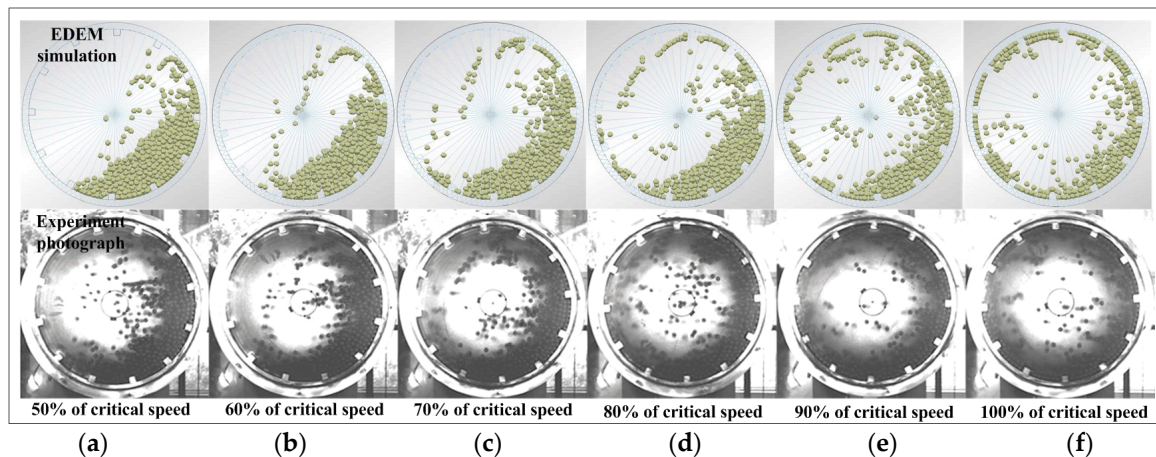 EDEM
simulation
Experiment
photograph
50% of critical speed 60% of critical speed 70% of critical speed 80% of critical speed 90% of critical speed 100% of critical speed
(a) (b) (c) (d) (e) (f)